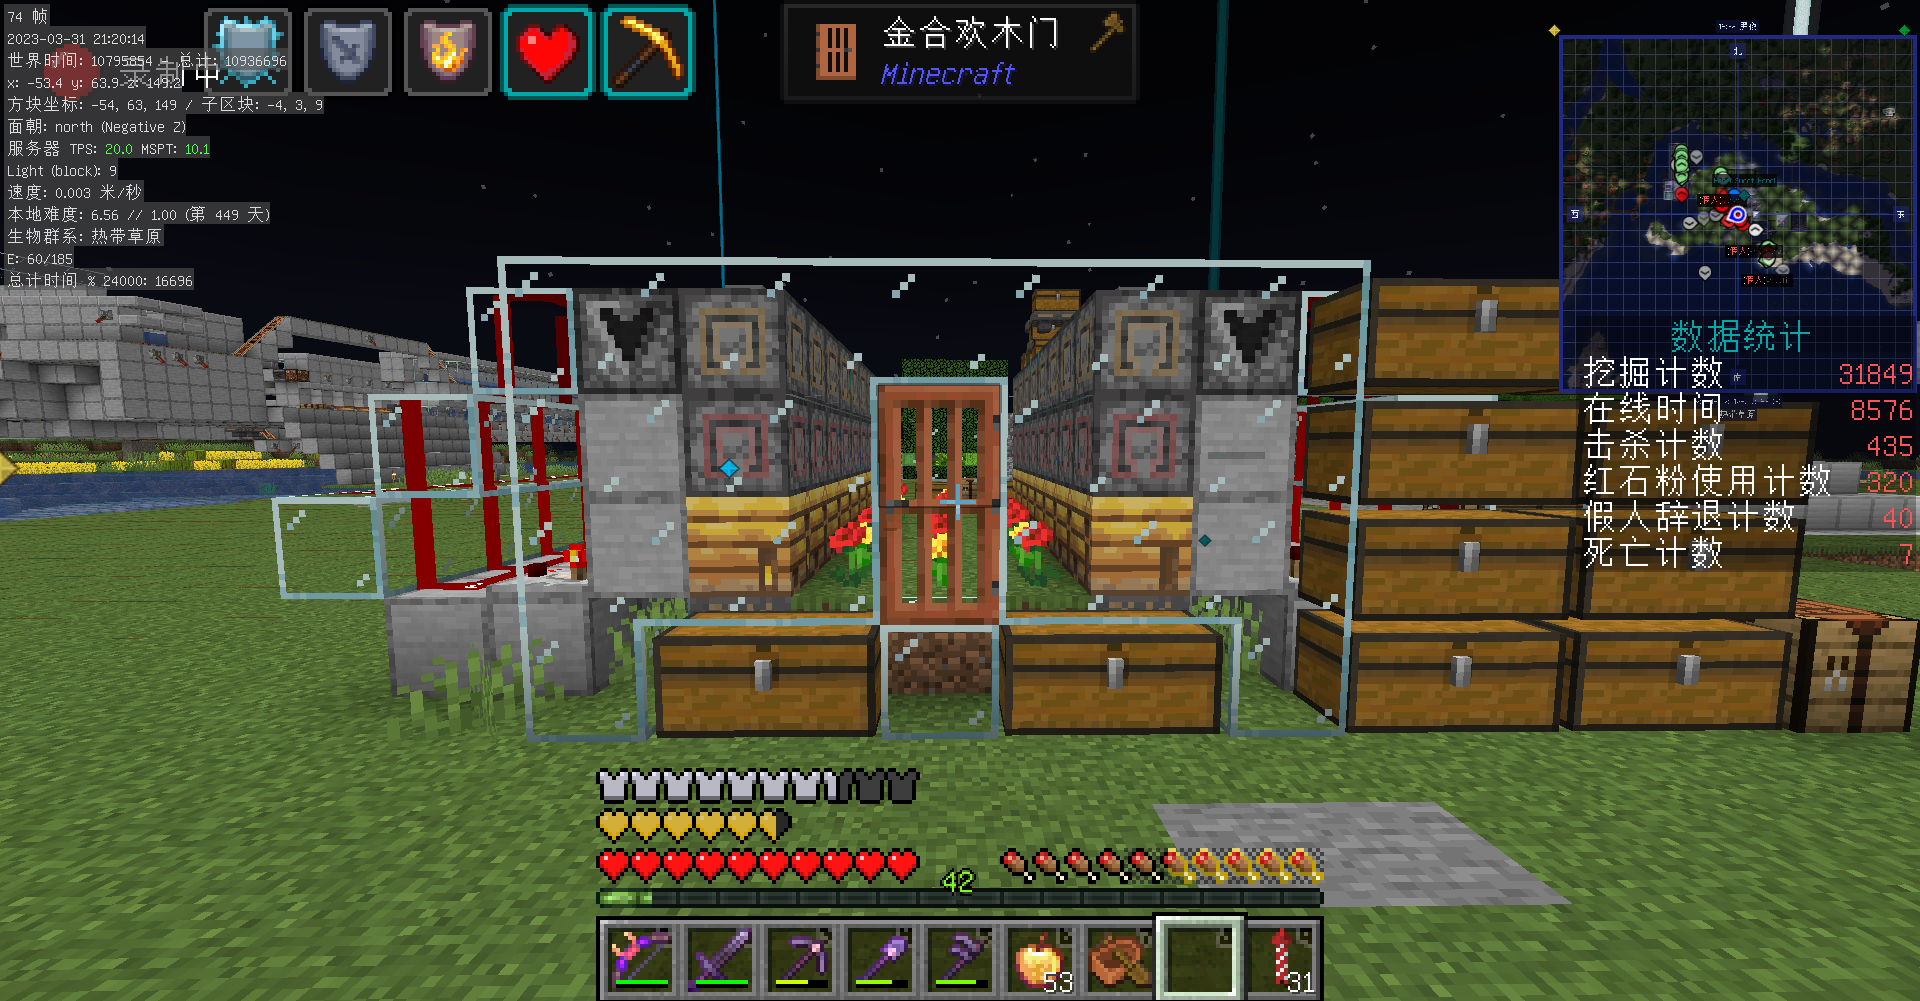 74 帧
2023-03-31 21:20:14
世界时间: 10795854 - 总计: 10936696
录制中
x: -53.4 y: 63.9 z: 149.2
方块坐标: -54, 63, 149 / 子区块: -4, 3, 9
面朝: north (Negative Z)
服务器 TPS: 20.0 MSPT: 10.1
Light (block): 9
速度: 0.003 米/秒
本地难度: 6.56 // 1.00 (第 449 天)
生物群系: 热带草原
E: 60/185
总计时间 % 24000: 16696
金合欢木门
Minecraft
北
西
东
数据统计
挖掘计数 31849
在线时间 8576
击杀计数 435
红石粉使用计数 320
假人辞退计数 40
死亡计数 7
42
53
31